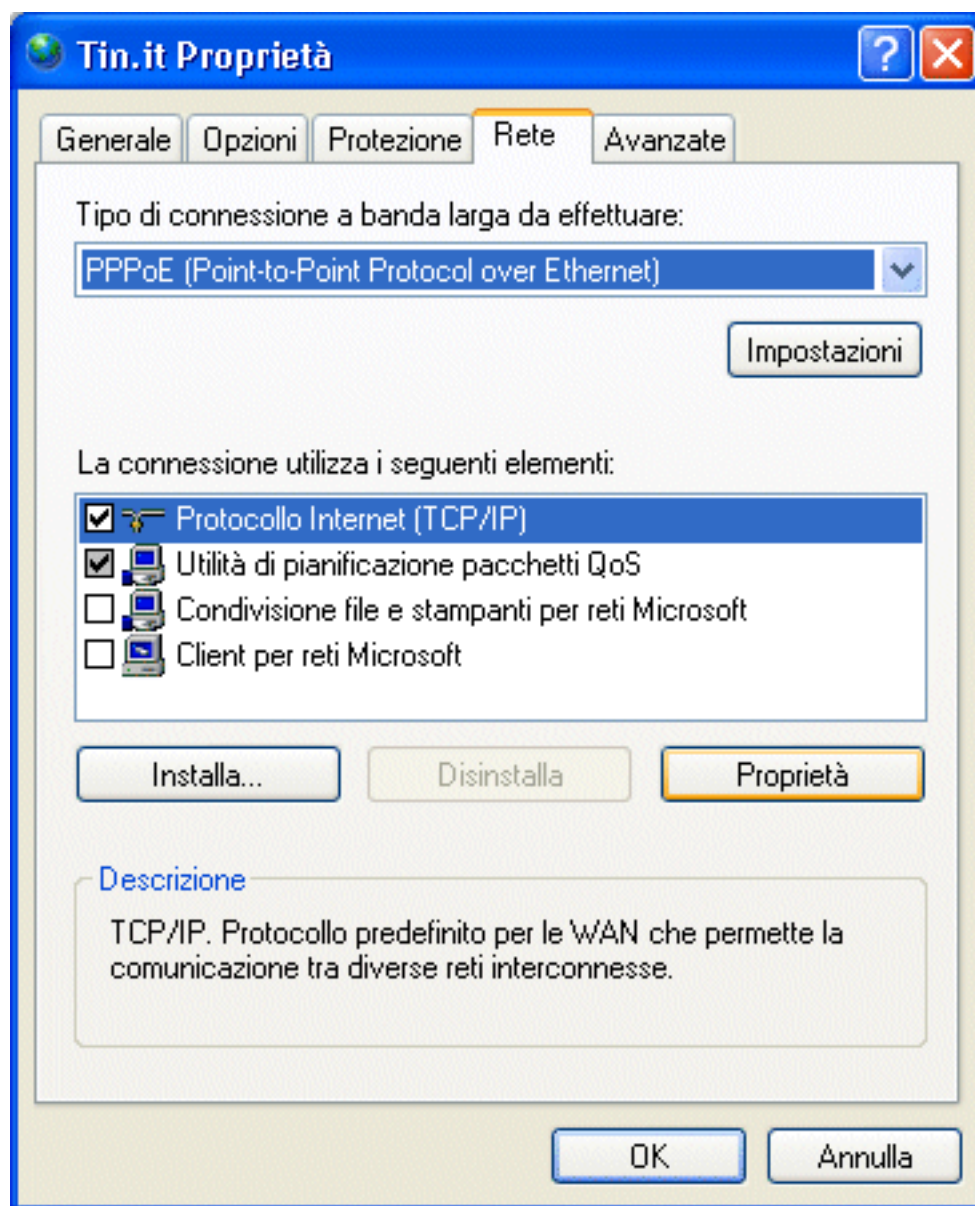 Tin.it Proprietà
Generale Opzioni Protezione Rete Avanzate
Tipo di connessione a banda larga da effettuare:
PPPoE (Point-to-Point Protocol over Ethernet)
Impostazioni
La connessione utilizza i seguenti elementi:
Protocollo Internet (TCP/IP)
Utilità di pianificazione pacchetti QoS
Condivisione file e stampanti per reti Microsoft
Client per reti Microsoft
Installa... Disinstalla Proprietà
Descrizione
TCP/IP. Protocollo predefinito per le WAN che permette la
comunicazione tra diverse reti interconnesse.
OK Annulla